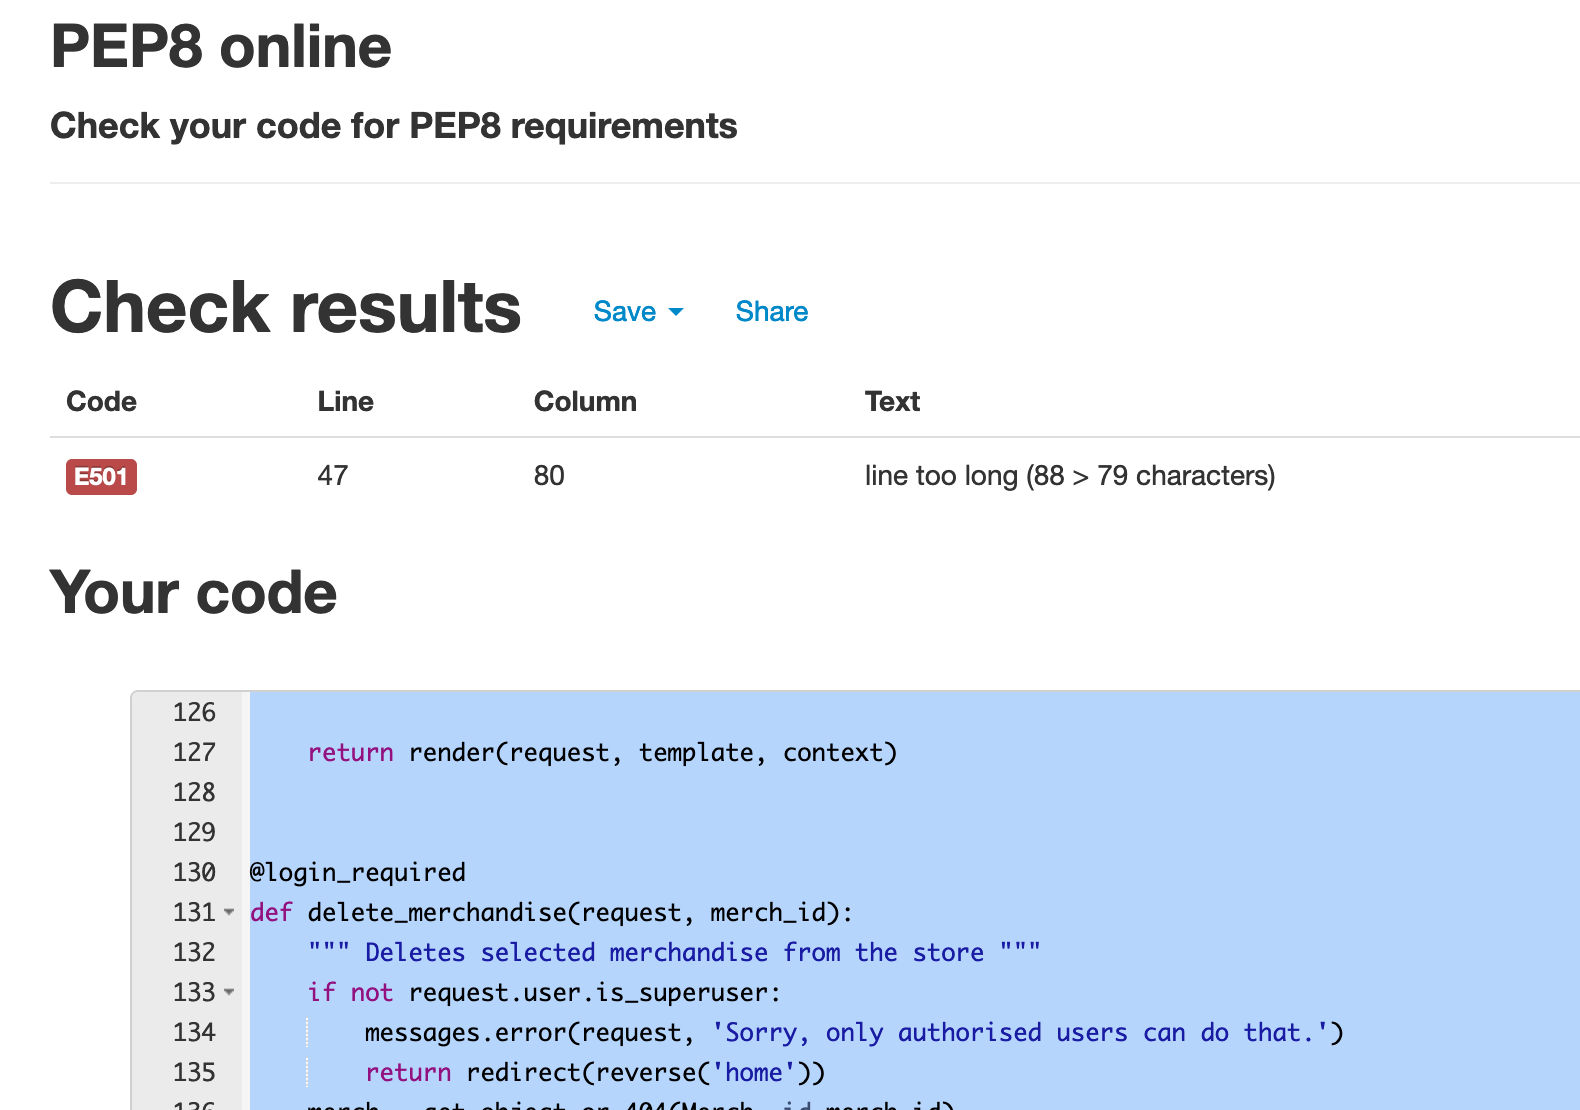 PEP8 online
Check your code for PEP8 requirements
Check results Save Share
Code Line Column Text
E501 47 80 line too long (88 > 79 characters)
Your code
126
127 return render(request, template, context)
128
129
130 @login_required
131 def delete_merchandise(request, merch_id):
132 """ Deletes selected merchandise from the store """
133 if not request.user.is_superuser:
134 messages.error(request, 'Sorry, only authorised users can do that.')
135 return redirect(reverse('home'))